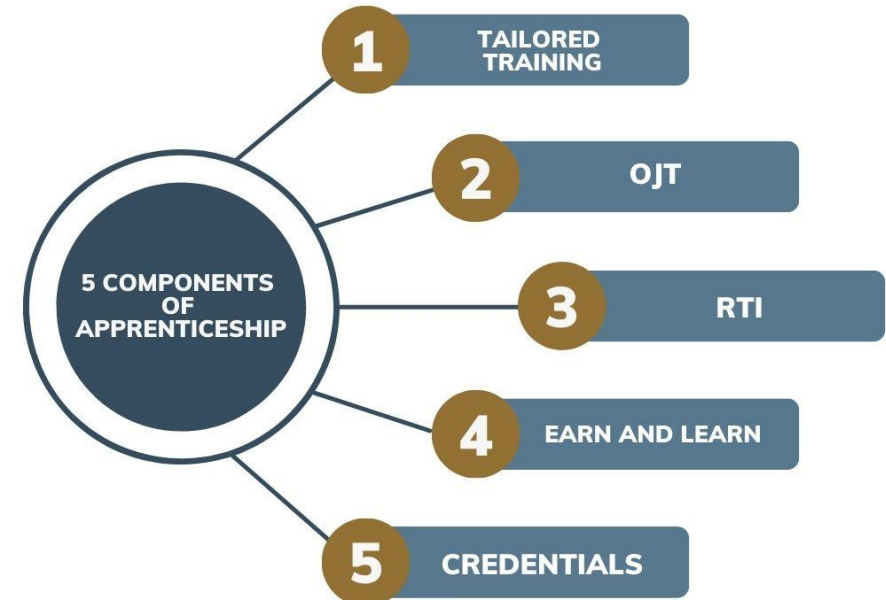 1
TAILORED
TRAINING
2
OJT
5 COMPONENTS
OF
APPRENTICESHIP
3
RTI
4
EARN AND LEARN
5
CREDENTIALS